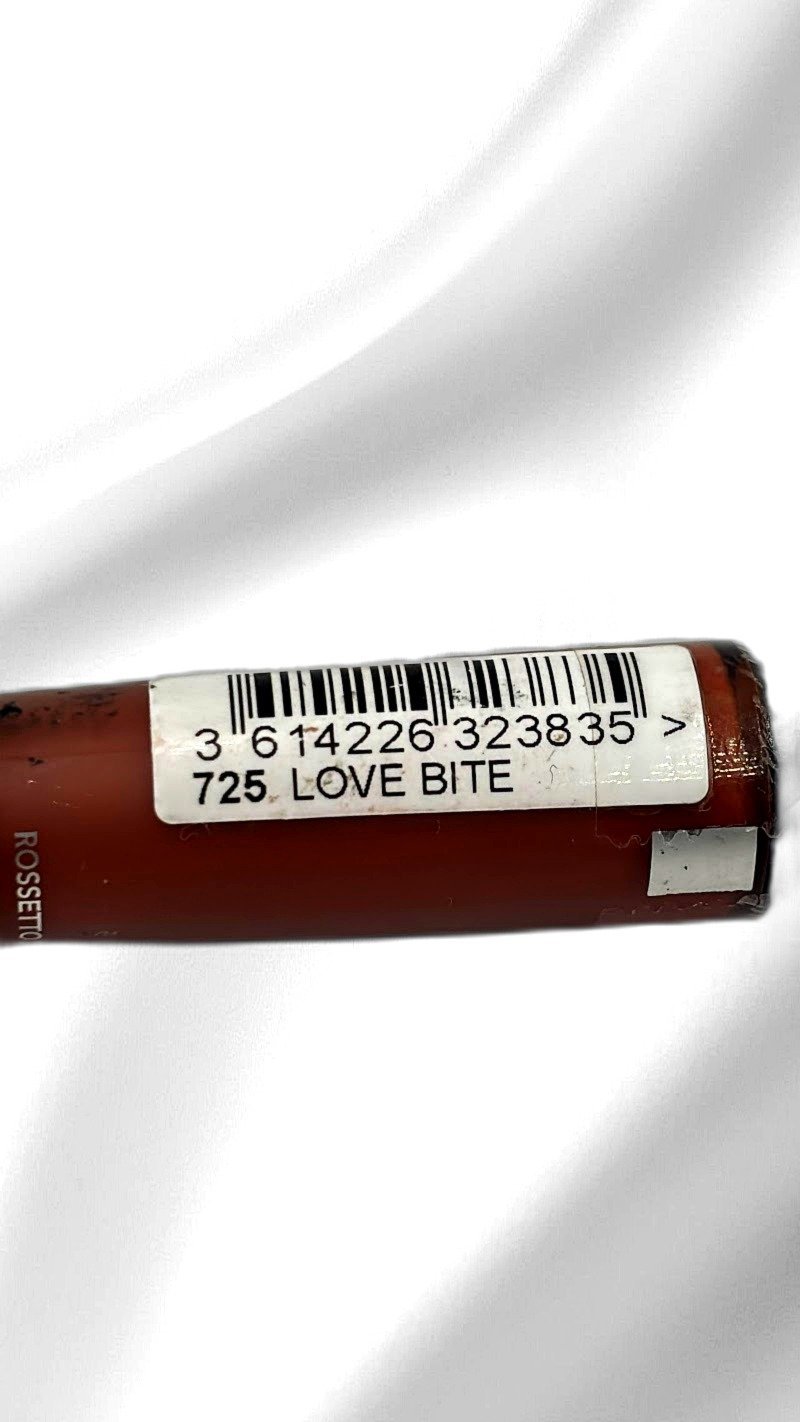 3 614226 323835 >
725 LOVE BITE
ROSSETTO